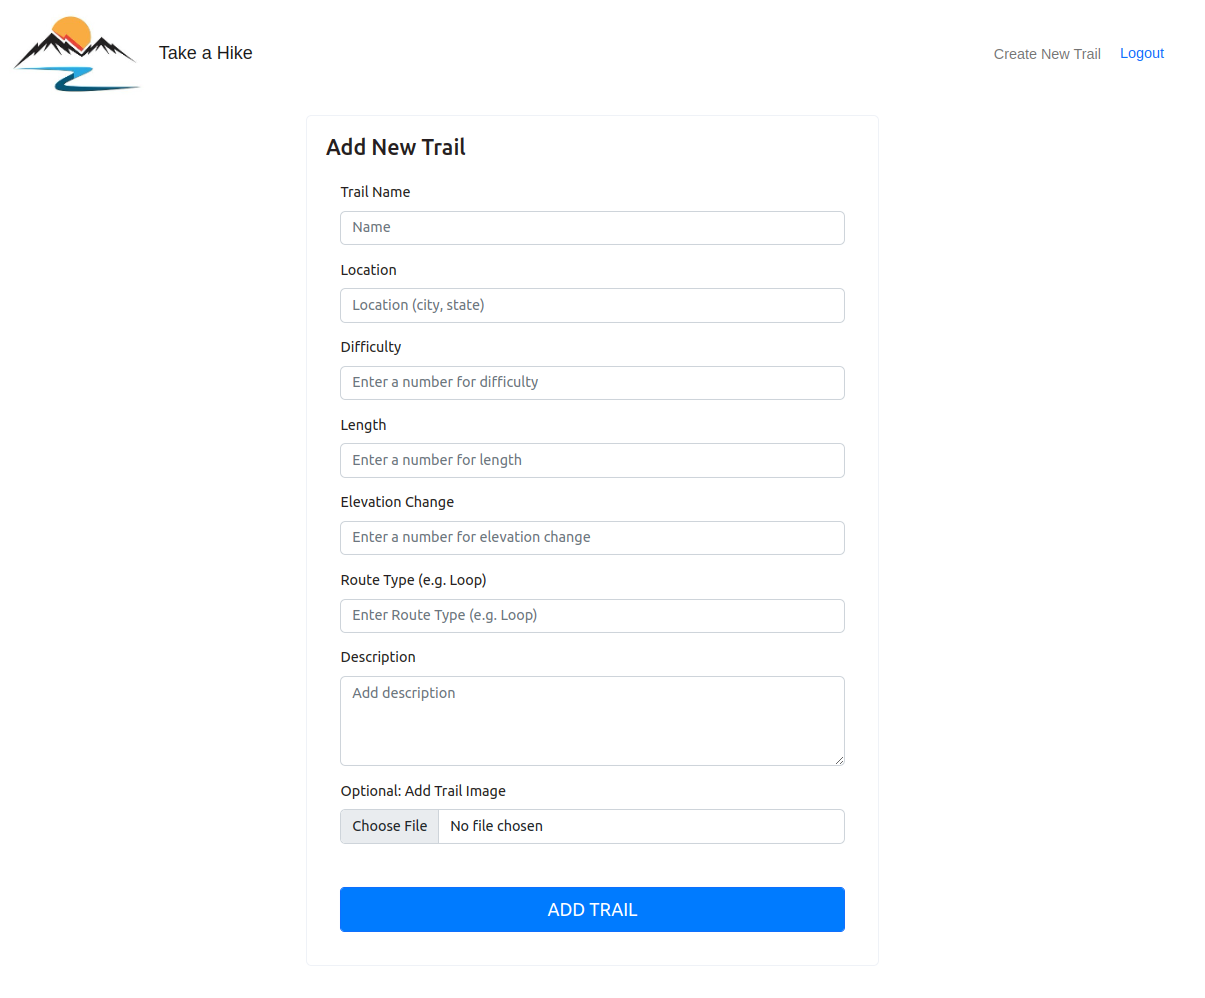 Take a Hike
Create New Trail
Logout
Add New Trail
Trail Name
Name
Location
Location (city, state)
Difficulty
Enter a number for difficulty
Length
Enter a number for length
Elevation Change
Enter a number for elevation change
Route Type (e.g. Loop)
Enter Route Type (e.g. Loop)
Description
Add description
Optional: Add Trail Image
Choose File No file chosen
ADD TRAIL